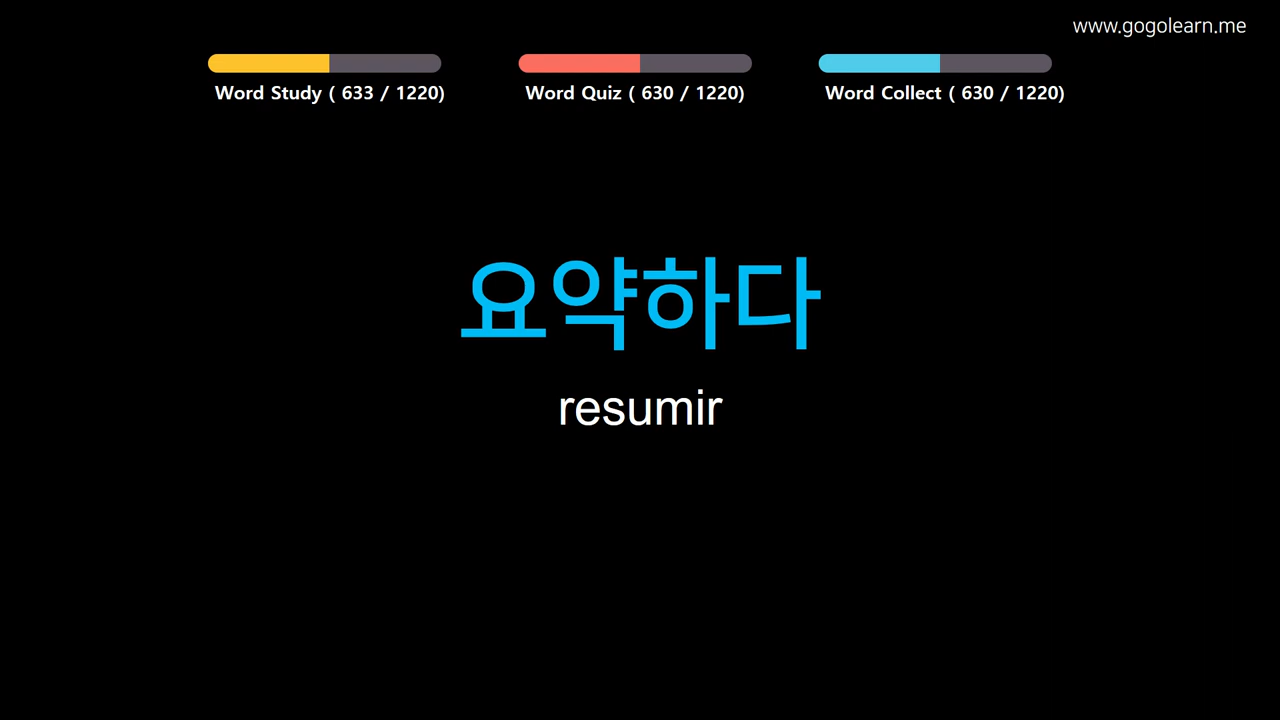 www.gogolearn.me
Word Study ( 633 / 1220)
Word Quiz ( 630 / 1220)
Word Collect ( 630 / 1220)
요약하다
resumir